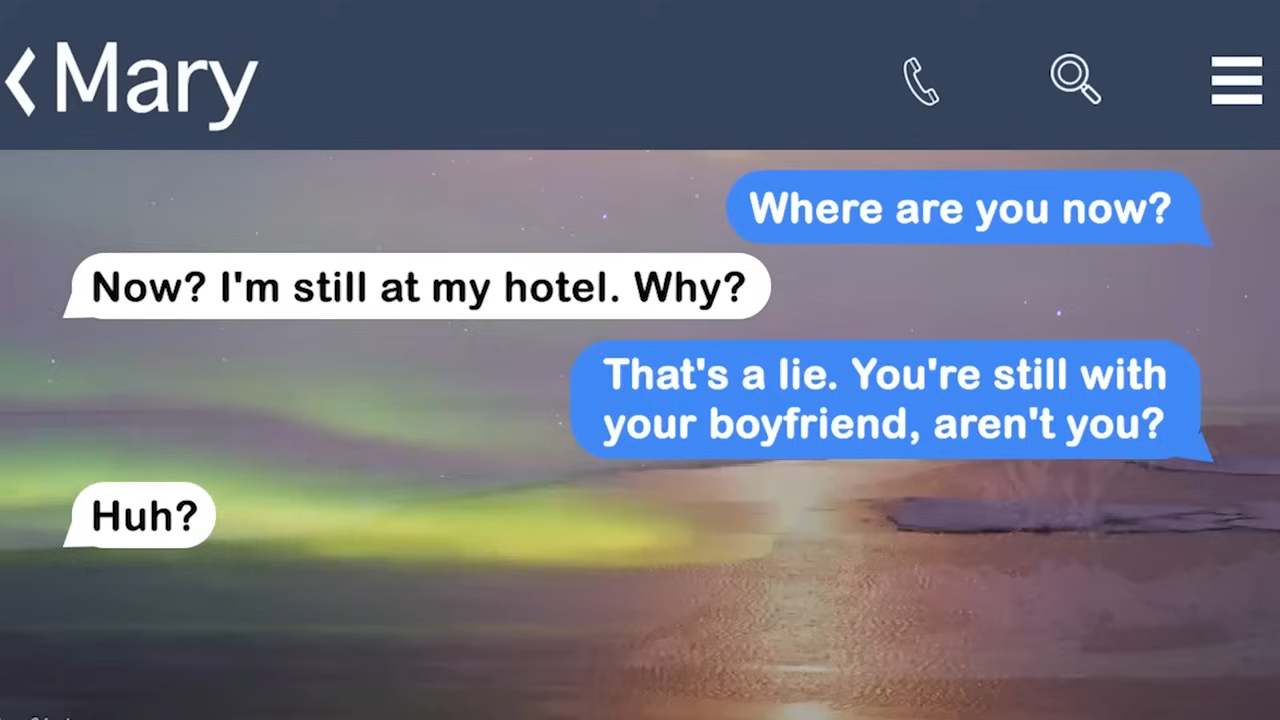 Mary
Where are you now?
Now? I'm still at my hotel. Why?
That's a lie. You're still with
your boyfriend, aren't you?
Huh?